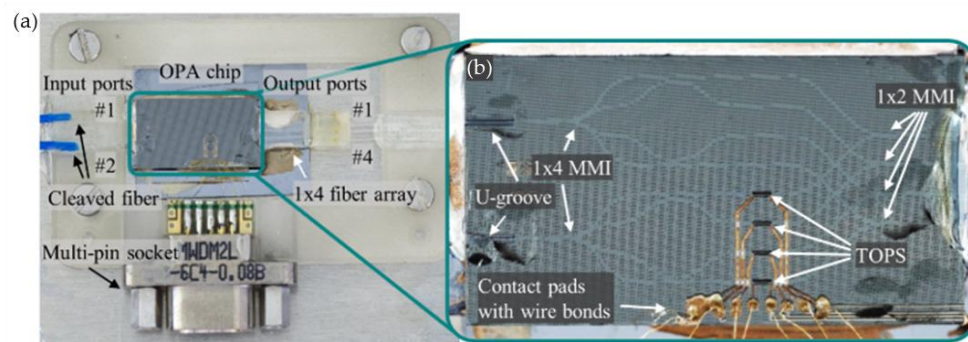 (a)
OPA chip
Input ports
Output ports
#1
#1
#2
#4
Cleaved fiber
1x4 fiber array
Multi-pin socket
MWDM2L
-6C4-0.08B
(b)
1x2 MMI
1x4 MMI
U-groove
TOPS
Contact pads
with wire bonds